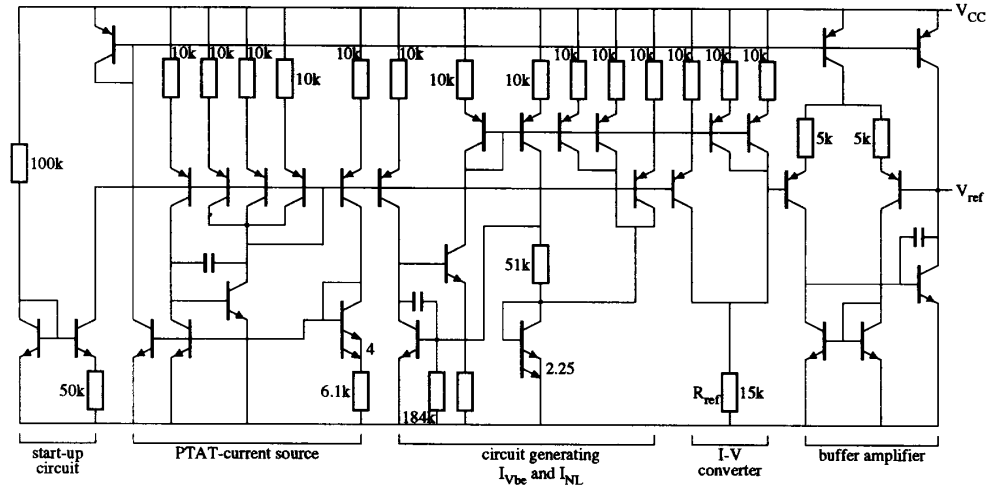 V_CC
10k 10k 10k 10k 10k
10k
10k 10k 10k 10k 10k 10k 10k 10k
10k
5k 5k
100k
V_ref
51k
4
2.25
50k
6.1k
184k
R_ref 15k
start-up
circuit
PTAT-current source
circuit generating
I_Vbe and I_NL
I-V
converter
buffer amplifier